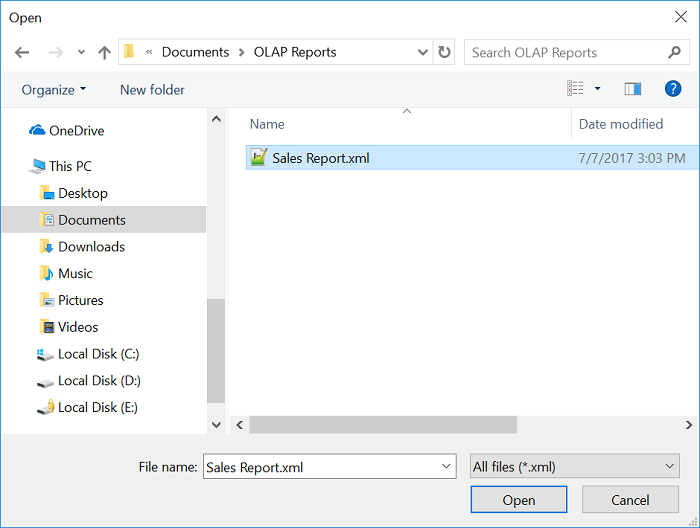 Open
« Documents > OLAP Reports
Search OLAP Reports
Organize
New folder
?
Name
Date modified
OneDrive
This PC
Desktop
Documents
Downloads
Music
Pictures
Videos
Local Disk (C:)
Local Disk (D:)
Local Disk (E:)
Sales Report.xml
7/7/2017 3:03 PM
File name:
Sales Report.xml
All files (*.xml)
Open
Cancel